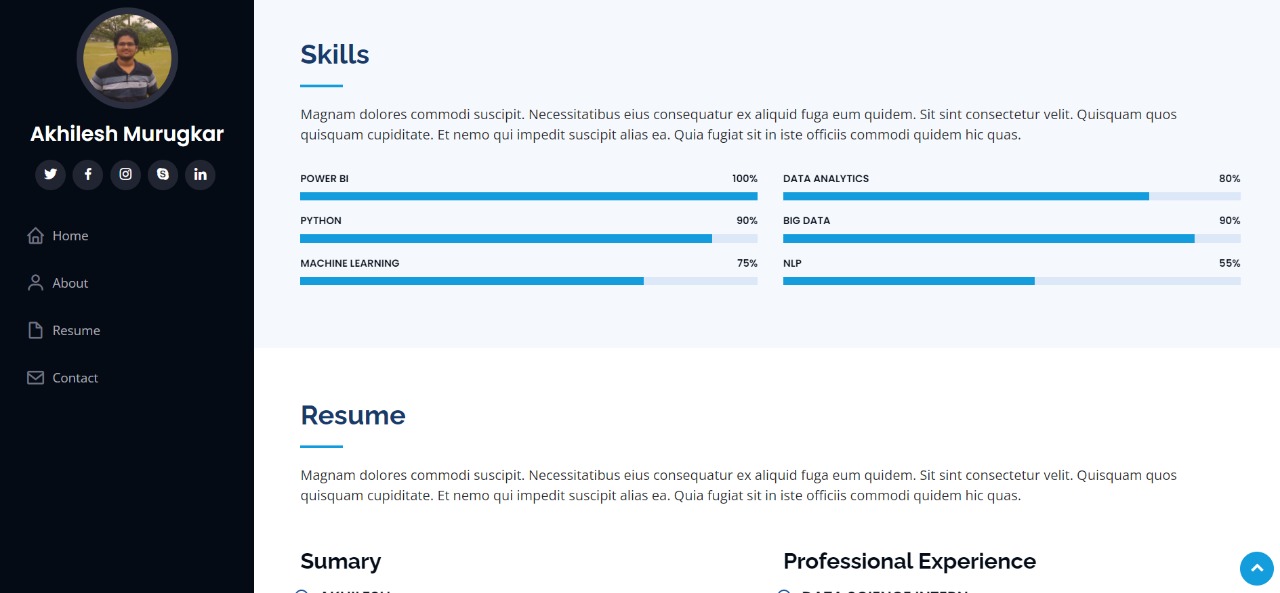 Akhilesh Murugkar
Home
About
Resume
Contact
Skills
Magnam dolores commodi suscipit. Necessitatibus eius consequatur ex aliquid fuga eum quidem. Sit sint consectetur velit. Quisquam quos
quisquam cupiditate. Et nemo qui impedit suscipit alias ea. Quia fugiat sit in iste officiis commodi quidem hic quas.
POWER BI 100%
PYTHON 90%
MACHINE LEARNING 75%
DATA ANALYTICS 80%
BIG DATA 90%
NLP 55%
Resume
Magnam dolores commodi suscipit. Necessitatibus eius consequatur ex aliquid fuga eum quidem. Sit sint consectetur velit. Quisquam quos
quisquam cupiditate. Et nemo qui impedit suscipit alias ea. Quia fugiat sit in iste officiis commodi quidem hic quas.
Sumary
AKHILESH
Professional Experience
DATA SCIENCE INTERN